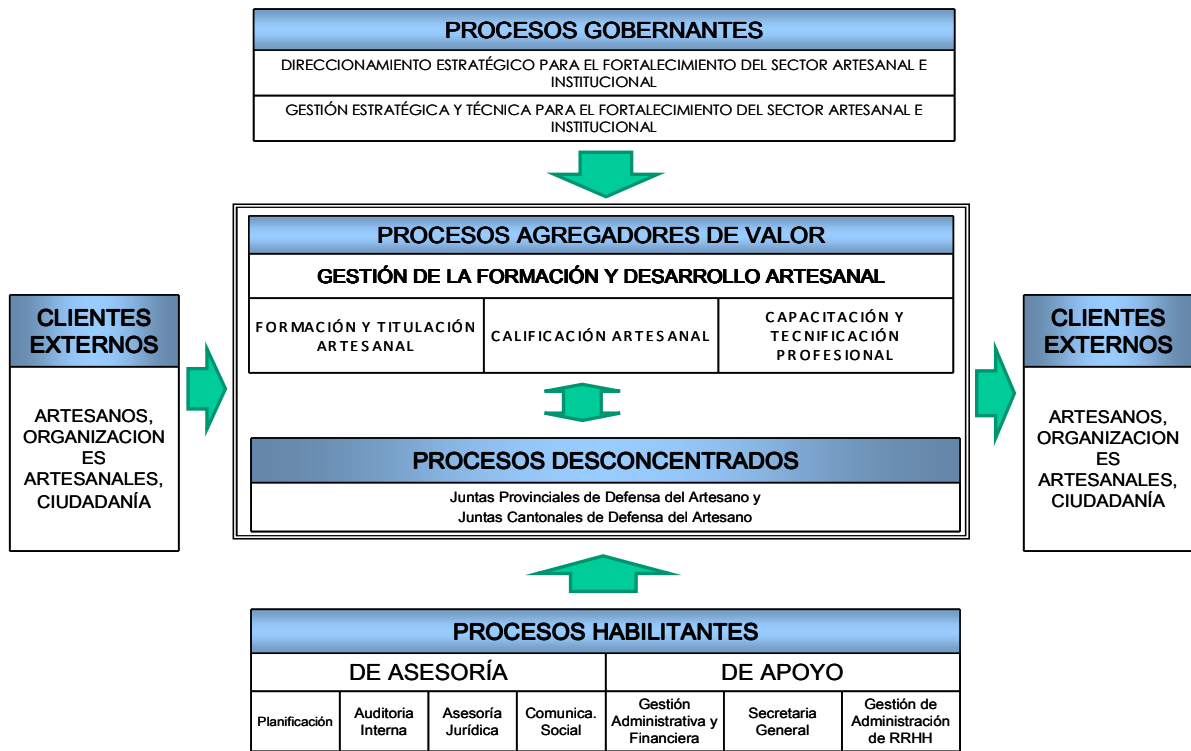 PROCESOS GOBERNANTES
DIRECCIONAMIENTO ESTRATÉGICO PARA EL FORTALECIMIENTO DEL SECTOR ARTESANAL E
INSTITUCIONAL
GESTIÓN ESTRATÉGICA Y TÉCNICA PARA EL FORTALECIMIENTO DEL SECTOR ARTESANAL E
INSTITUCIONAL
CLIENTES
EXTERNOS
ARTESANOS,
ORGANIZACION
ES
ARTESANALES,
CIUDADANÍA
PROCESOS AGREGADORES DE VALOR
GESTIÓN DE LA FORMACIÓN Y DESARROLLO ARTESANAL
FORMACIÓN Y TITULACIÓN
ARTESANAL
CALIFICACIÓN ARTESANAL
CAPACITACIÓN Y
TECNIFICACIÓN
PROFESIONAL
PROCESOS DESCONCENTRADOS
Juntas Provinciales de Defensa del Artesano y
Juntas Cantonales de Defensa del Artesano
CLIENTES
EXTERNOS
ARTESANOS,
ORGANIZACION
ES
ARTESANALES,
CIUDADANÍA
PROCESOS HABILITANTES
DE ASESORÍA
DE APOYO
Planificación
Auditoria
Interna
Asesoría
Jurídica
Comunica.
Social
Gestión
Administrativa y
Financiera
Secretaria
General
Gestión de
Administración
de RRHH